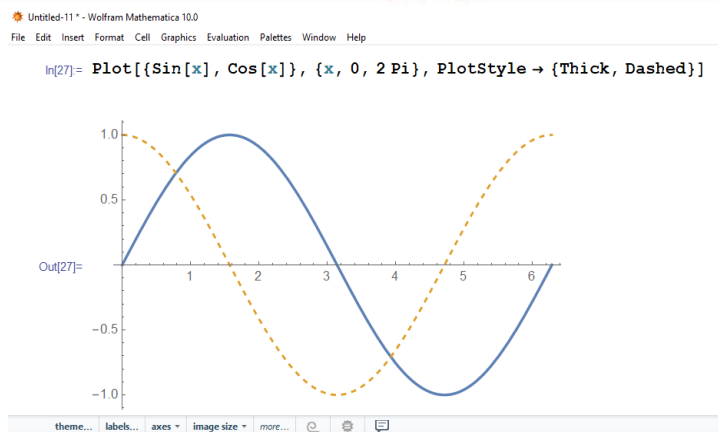 Untitled-11 * - Wolfram Mathematica 10.0
File Edit Insert Format Cell Graphics Evaluation Palettes Window Help
In[27]:= Plot[{Sin[x], Cos[x]}, {x, 0, 2 Pi}, PlotStyle → {Thick, Dashed}]
1.0
0.5
Out[27]=
1 2 3 4 5 6
−0.5
−1.0
theme... labels... axes image size more...